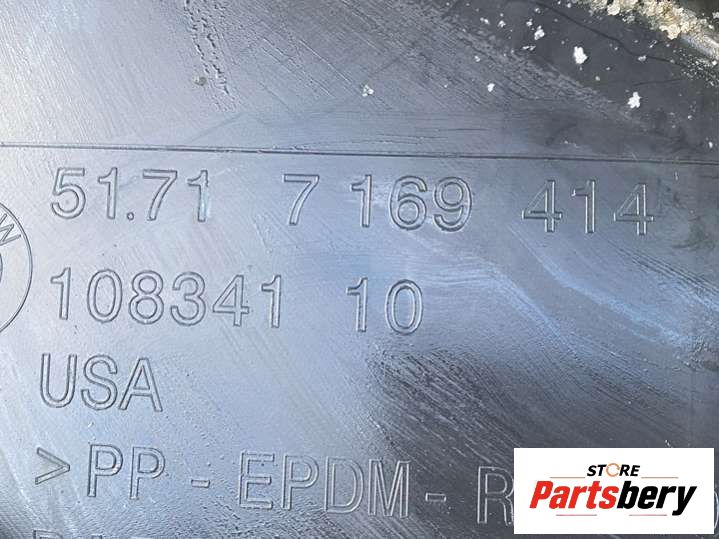 51.71 7 169 414
108341 10
USA
>PP-EPDM-R
STORE
Partsbery